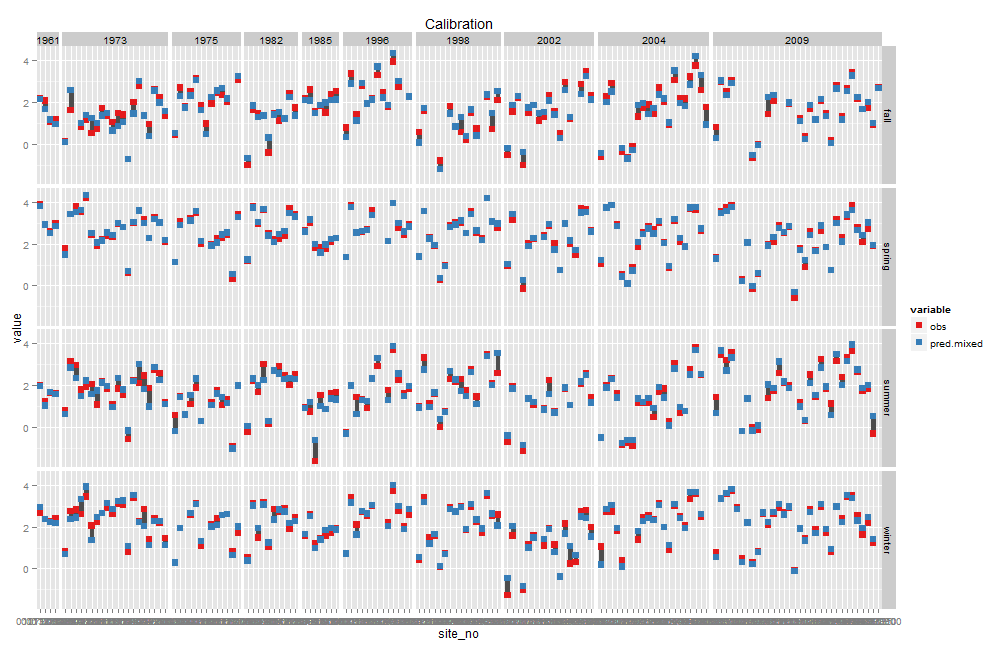 Calibration
1961 1973 1975 1982 1985 1996 1998 2002 2004 2009
4
2
0
fall
4
2
0
spring
4
2
0
summer
4
2
0
winter
value
site_no
variable
obs
pred.mixed